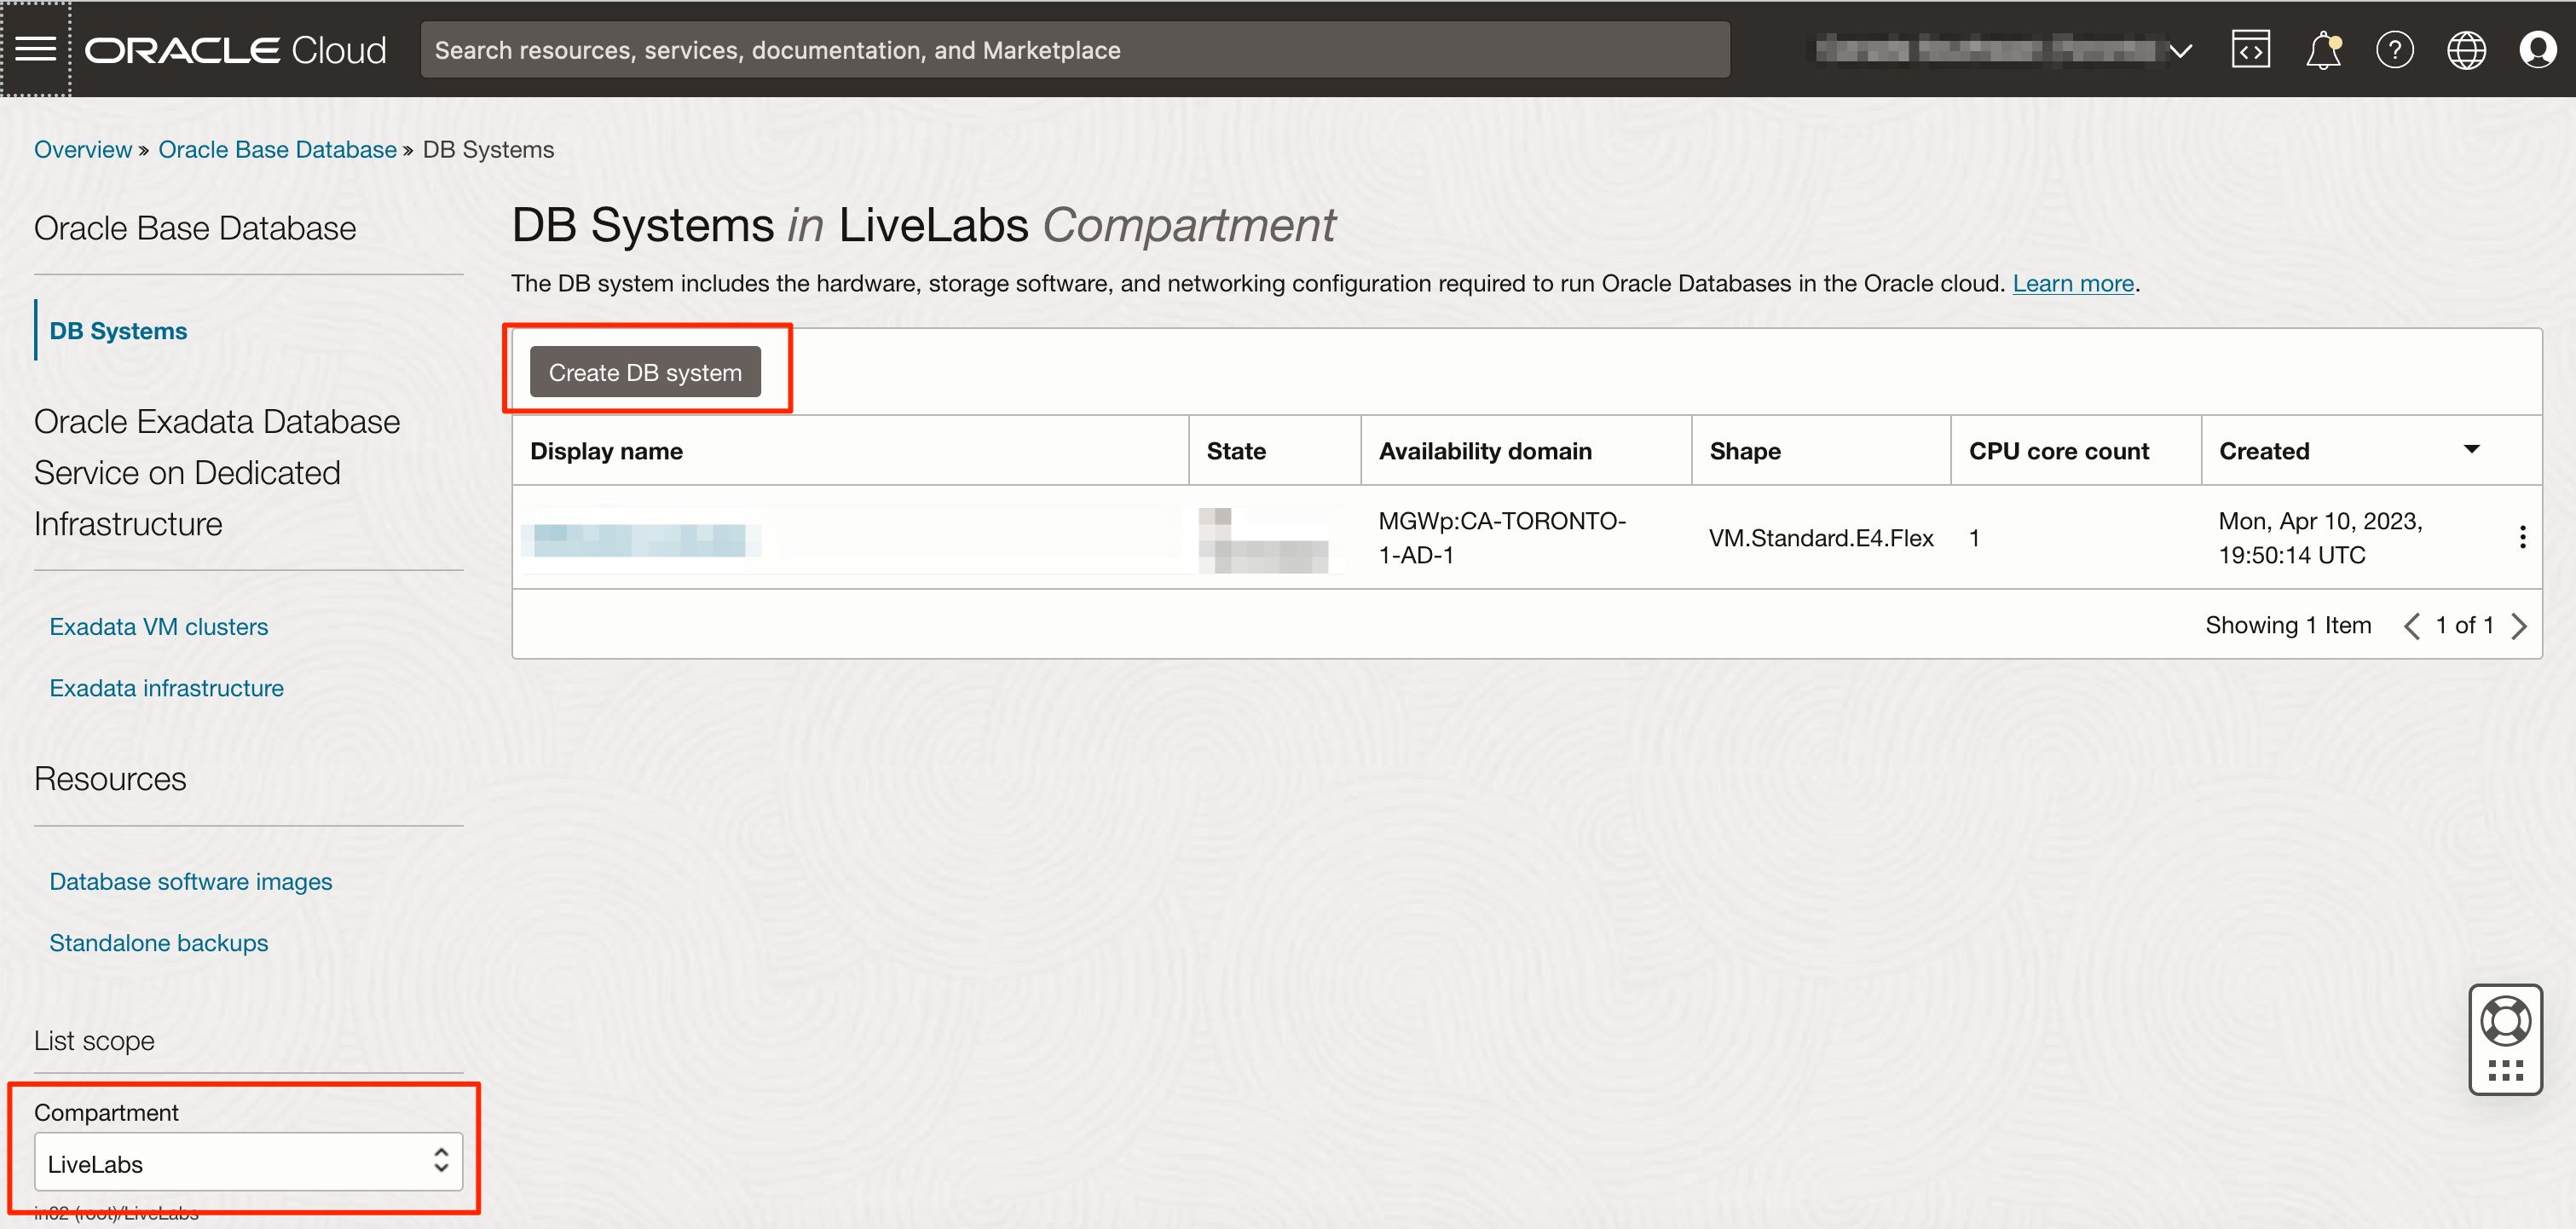 ORACLE Cloud
Search resources, services, documentation, and Marketplace
Overview » Oracle Base Database » DB Systems
Oracle Base Database
DB Systems
Oracle Exadata Database
Service on Dedicated
Infrastructure
Exadata VM clusters
Exadata infrastructure
Resources
Database software images
Standalone backups
List scope
Compartment
LiveLabs
(root)/LiveLabs
DB Systems in LiveLabs Compartment
The DB system includes the hardware, storage software, and networking configuration required to run Oracle Databases in the Oracle cloud. Learn more.
Create DB system
Display name State Availability domain Shape CPU core count Created
MGWp:CA-TORONTO-
1-AD-1
VM.Standard.E4.Flex
1
Mon, Apr 10, 2023,
19:50:14 UTC
Showing 1 Item < 1 of 1 >